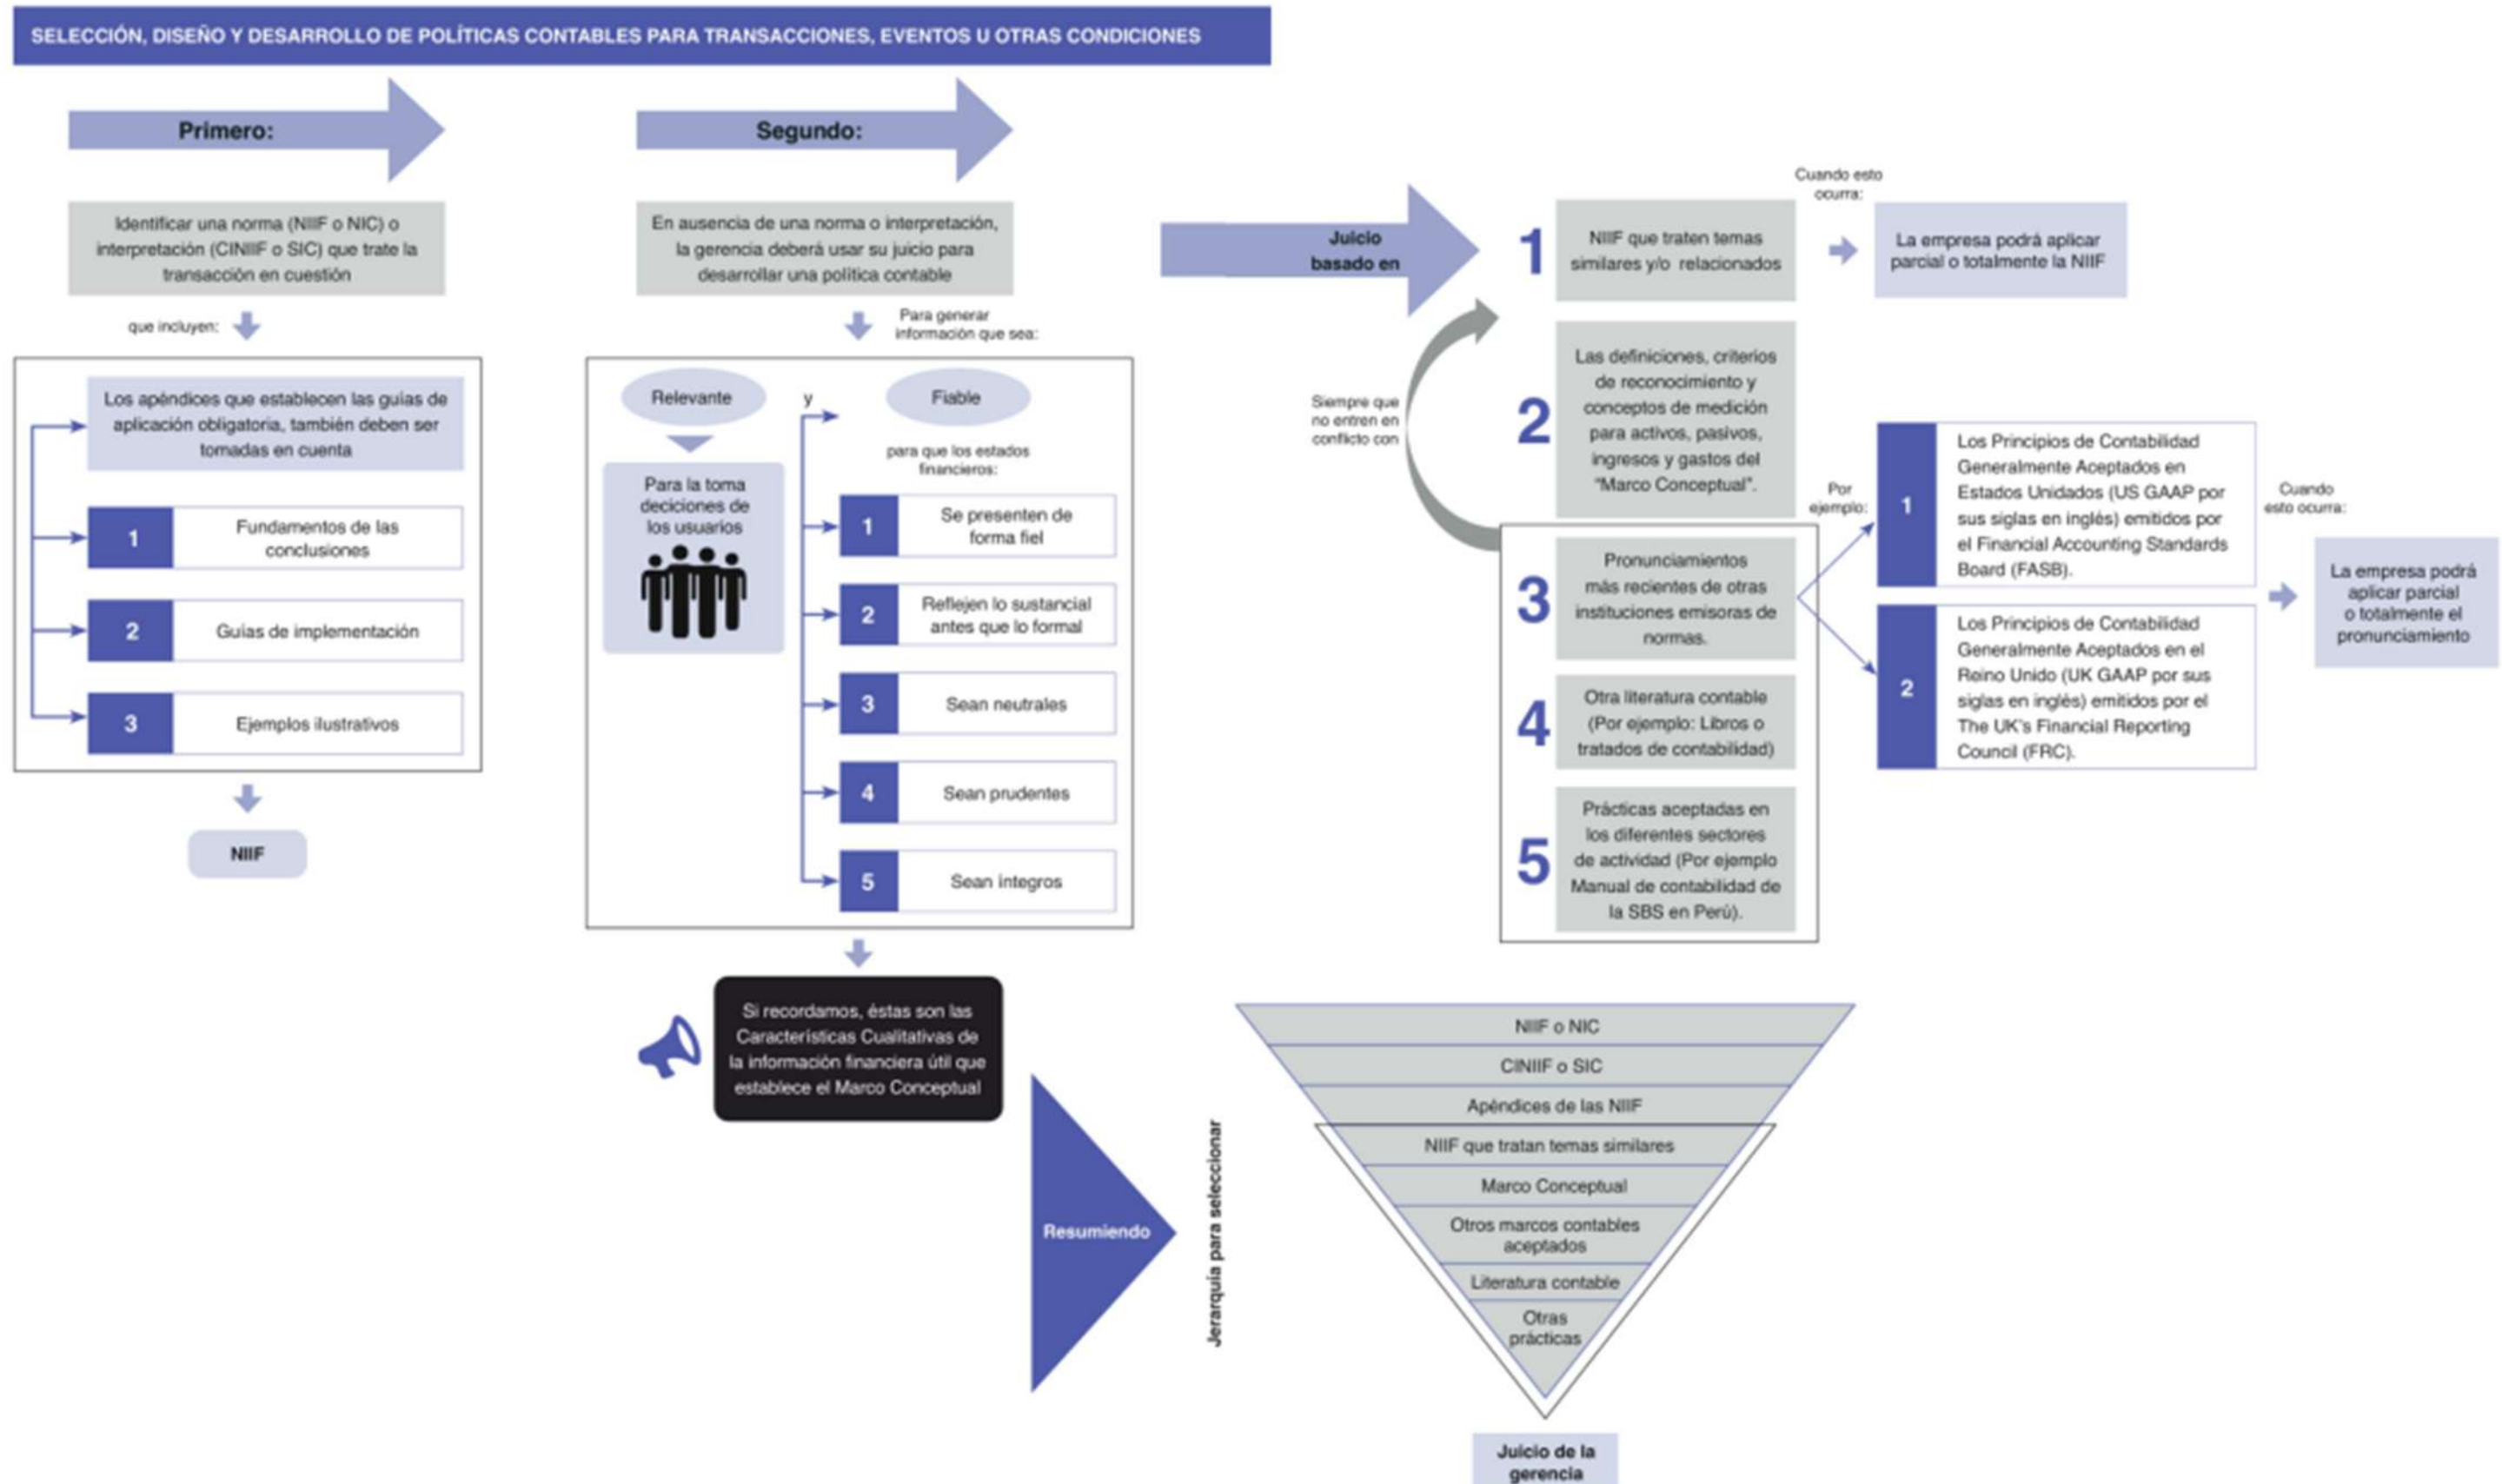 SELECCIÓN, DISEÑO Y DESARROLLO DE POLÍTICAS CONTABLES PARA TRANSACCIONES, EVENTOS U OTRAS CONDICIONES
Primero:
Identificar una norma (NIIF o NIC) o
interpretación (CINIIF o SIC) que trate la
transacción en cuestión
que incluyen:
Los apéndices que establecen las guías de
aplicación obligatoria, también deben ser
tomadas en cuenta
1
Fundamentos de las
conclusiones
2
Guías de implementación
3
Ejemplos ilustrativos
NIIF
Segundo:
En ausencia de una norma o interpretación,
la gerencia deberá usar su juicio para
desarrollar una política contable
Para generar
información que sea:
Relevante
Para la toma
deciciones de
los usuarios
y
Fiable
para que los estados
financieros:
1
Se presenten de
forma fiel
2
Reflejen lo sustancial
antes que lo formal
3
Sean neutrales
4
Sean prudentes
5
Sean íntegros
Si recordamos, éstas son las
Características Cualitativas de
la información financiera útil que
establece el Marco Conceptual
Juicio
basado en
1
NIIF que traten temas
similares y/o relacionados
Cuando esto
ocurra:
La empresa podrá aplicar
parcial o totalmente la NIIF
Siempre que
no entren en
conflicto con
2
Las definiciones, criterios
de reconocimiento y
conceptos de medición
para activos, pasivos,
ingresos y gastos del
"Marco Conceptual".
3
Pronunciamientos
más recientes de otras
instituciones emisoras de
normas.
4
Otra literatura contable
(Por ejemplo: Libros o
tratados de contabilidad)
5
Prácticas aceptadas en
los diferentes sectores
de actividad (Por ejemplo
Manual de contabilidad de
la SBS en Perú).
Por
ejemplo:
1
Los Principios de Contabilidad
Generalmente Aceptados en
Estados Unidados (US GAAP por
sus siglas en inglés) emitidos por
el Financial Accounting Standards
Board (FASB).
2
Los Principios de Contabilidad
Generalmente Aceptados en el
Reino Unido (UK GAAP por sus
siglas en inglés) emitidos por el
The UK's Financial Reporting
Council (FRC).
Cuando
esto ocurra:
La empresa podrá
aplicar parcial
o totalmente el
pronunciamiento
Resumiendo
Jerarquía para seleccionar
NIIF o NIC
CINIIF o SIC
Apéndices de las NIIF
NIIF que tratan temas similares
Marco Conceptual
Otros marcos contables
aceptados
Literatura contable
Otras
prácticas
Juicio de la
gerencia